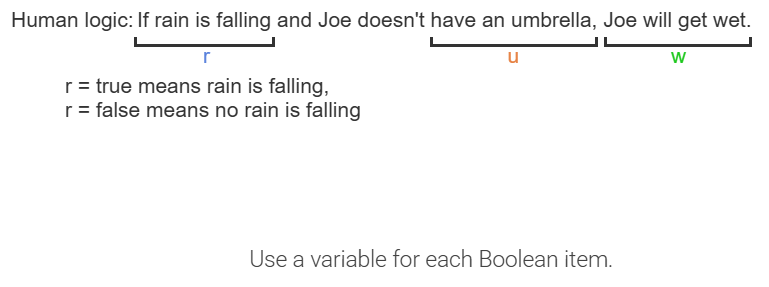 Human logic: If rain is falling and Joe doesn't have an umbrella, Joe will get wet.
r u w
r = true means rain is falling,
r = false means no rain is falling
Use a variable for each Boolean item.